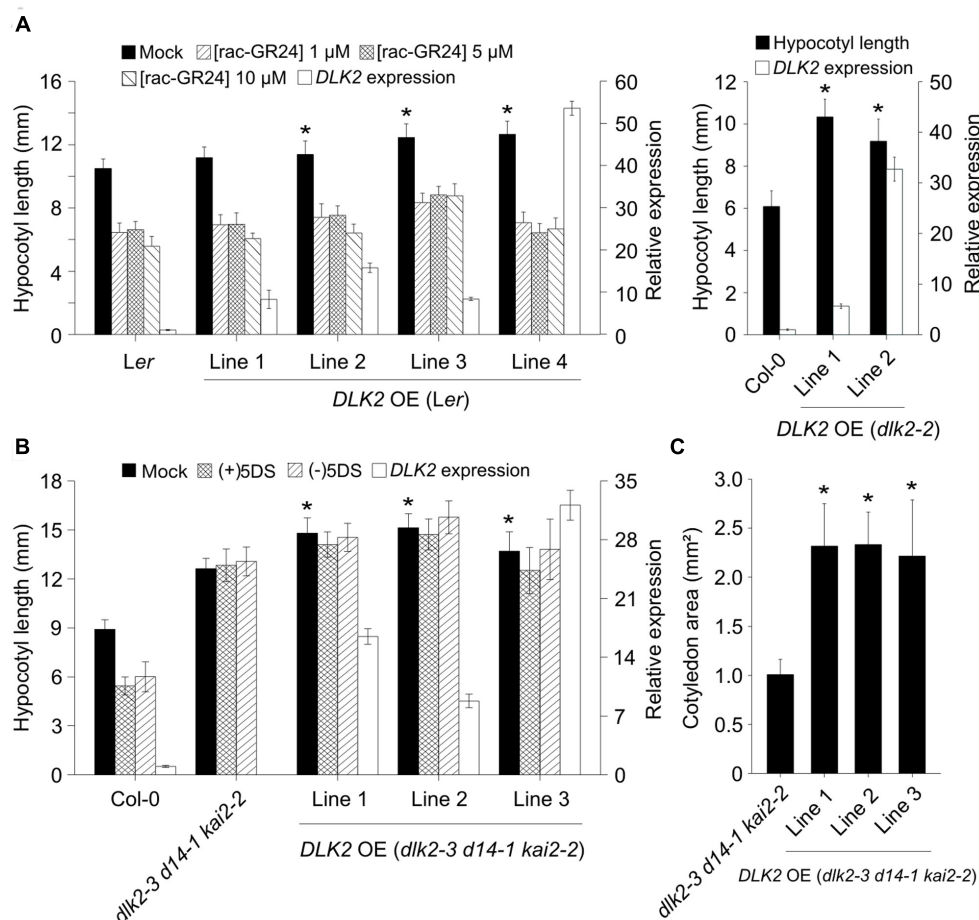 A
Mock [rac-GR24] 1 µM [rac-GR24] 5 µM
[rac-GR24] 10 µM DLK2 expression
Hypocotyl length (mm)
16
12
8
4
0
* * *
60
50
40
30
20
10
0
Relative expression
Ler Line 1 Line 2 Line 3 Line 4
DLK2 OE (Ler)
Hypocotyl length
DLK2 expression
Hypocotyl length (mm)
12
10
8
6
4
2
0
* *
50
40
30
20
10
0
Relative expression
Col-0 Line 1 Line 2
DLK2 OE (dlk2-2)
B
Mock (+)5DS (-)5DS DLK2 expression
Hypocotyl length (mm)
18
15
12
9
6
3
0
* * *
35
28
21
14
7
0
Relative expression
Col-0 dlk2-3 d14-1 kai2-2 Line 1 Line 2 Line 3
DLK2 OE (dlk2-3 d14-1 kai2-2)
C
Cotyledon area (mm²)
3.0
2.5
2.0
1.5
1.0
0.5
0
* * *
dlk2-3 d14-1 kai2-2 Line 1 Line 2 Line 3
DLK2 OE (dlk2-3 d14-1 kai2-2)